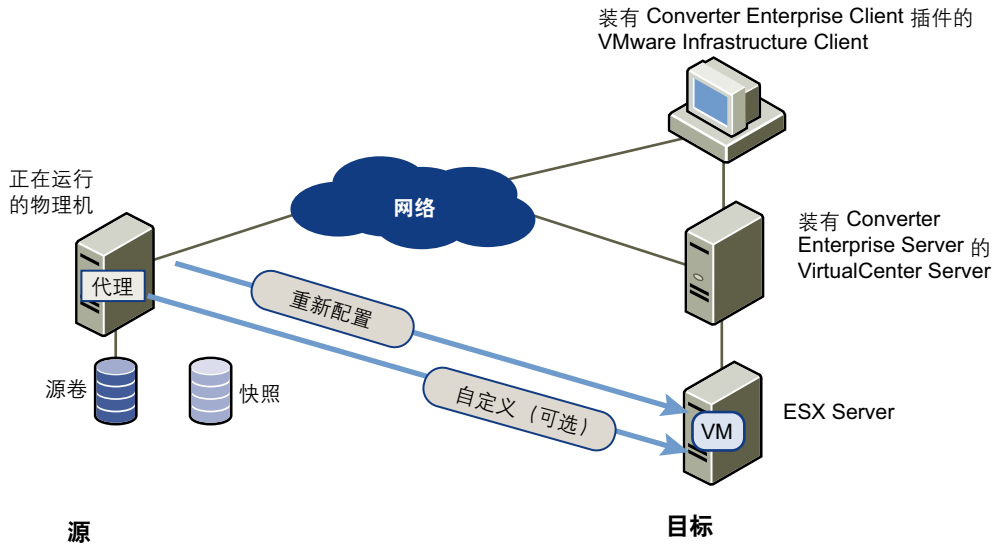 装有 Converter Enterprise Client 插件的
VMware Infrastructure Client
正在运行
的物理机
网络
装有 Converter
Enterprise Server 的
VirtualCenter Server
代理
重新配置
源卷
快照
自定义（可选）
VM
ESX Server
源
目标